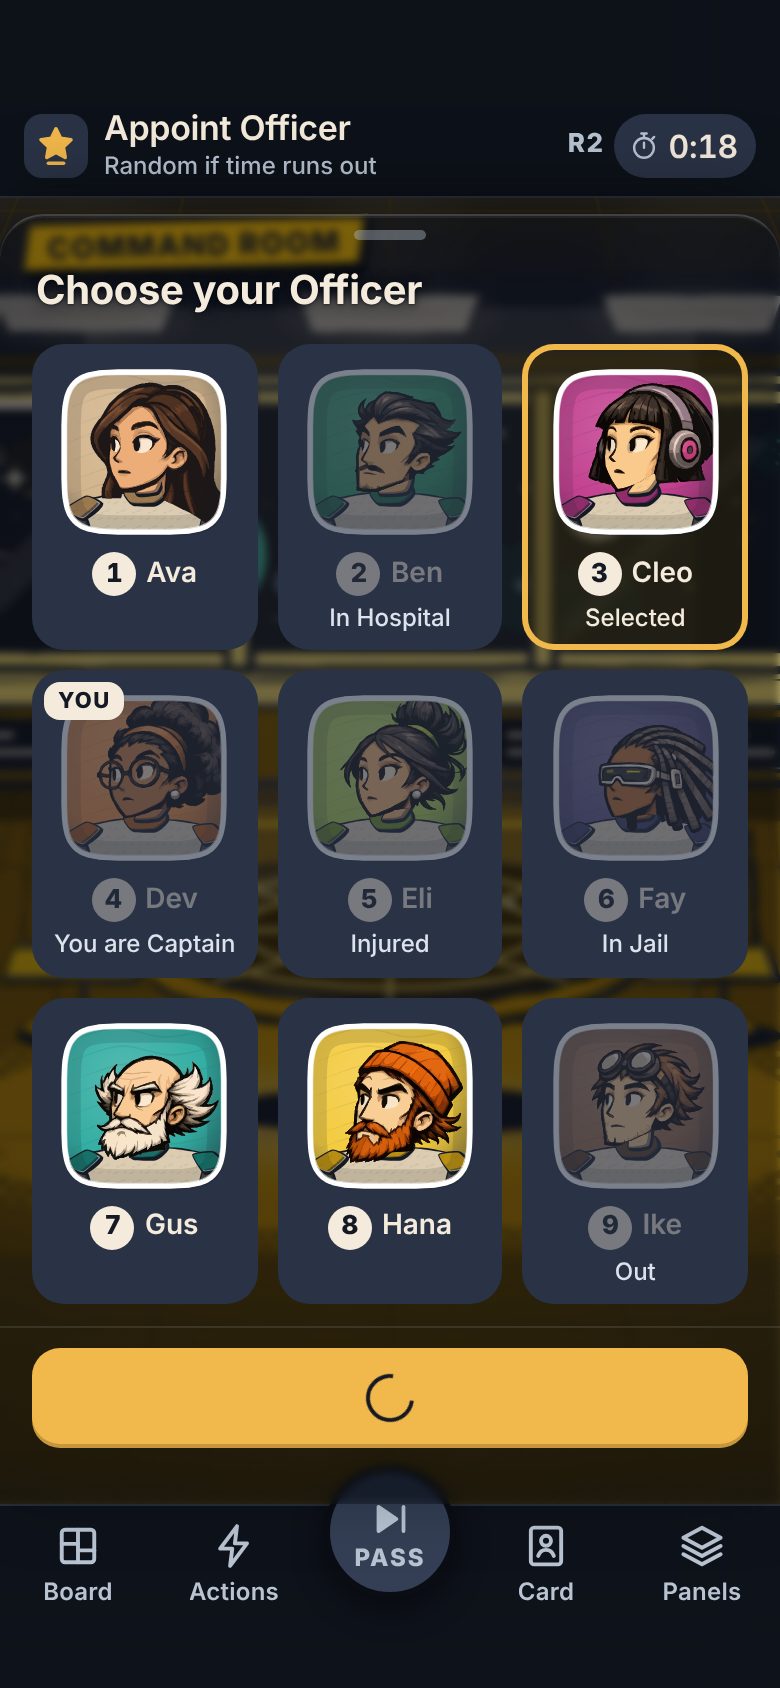 Appoint Officer
Random if time runs out
R2
0:18
COMMAND ROOM
Choose your Officer
1 Ava
2 Ben
In Hospital
3 Cleo
Selected
YOU
4 Dev
You are Captain
5 Eli
Injured
6 Fay
In Jail
7 Gus
8 Hana
9 Ike
Out
PASS
Board
Actions
Card
Panels